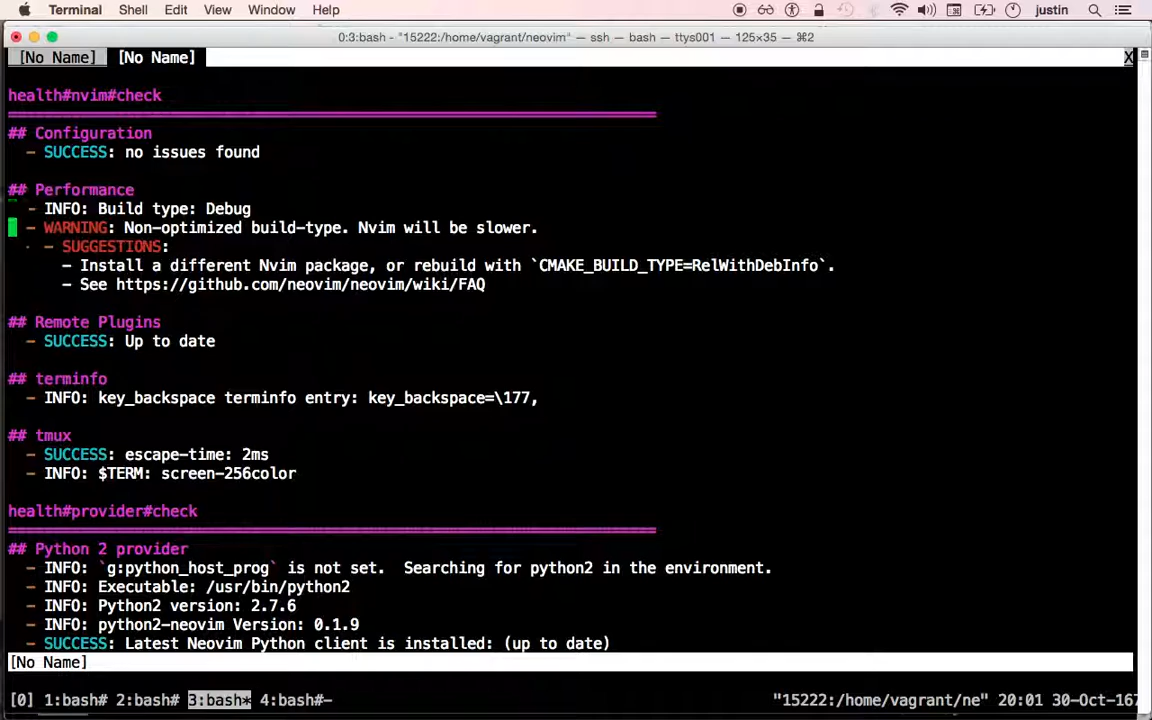 Terminal Shell Edit View Window Help justin
0:3:bash - "15222:/home/vagrant/neovim" — ssh — bash — ttys001 — 125×35 — ⌘2
[No Name] [No Name] X
health#nvim#check
========================================================================
## Configuration
- SUCCESS: no issues found
## Performance
- INFO: Build type: Debug
- WARNING: Non-optimized build-type. Nvim will be slower.
- SUGGESTIONS:
- Install a different Nvim package, or rebuild with `CMAKE_BUILD_TYPE=RelWithDebInfo`.
- See https://github.com/neovim/neovim/wiki/FAQ
## Remote Plugins
- SUCCESS: Up to date
## terminfo
- INFO: key_backspace terminfo entry: key_backspace=\177,
## tmux
- SUCCESS: escape-time: 2ms
- INFO: $TERM: screen-256color
health#provider#check
========================================================================
## Python 2 provider
- INFO: `g:python_host_prog` is not set.  Searching for python2 in the environment.
- INFO: Executable: /usr/bin/python2
- INFO: Python2 version: 2.7.6
- INFO: python2-neovim Version: 0.1.9
- SUCCESS: Latest Neovim Python client is installed: (up to date)
[No Name]
[0] 1:bash# 2:bash# 3:bash* 4:bash#- "15222:/home/vagrant/ne" 20:01 30-Oct-167